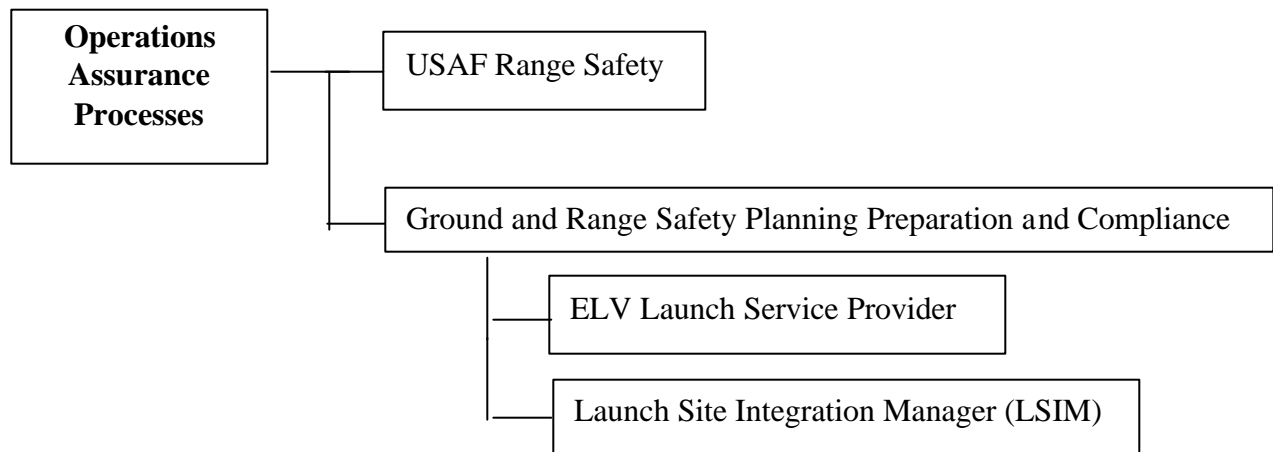 Operations
Assurance
Processes
USAF Range Safety
Ground and Range Safety Planning Preparation and Compliance
ELV Launch Service Provider
Launch Site Integration Manager (LSIM)